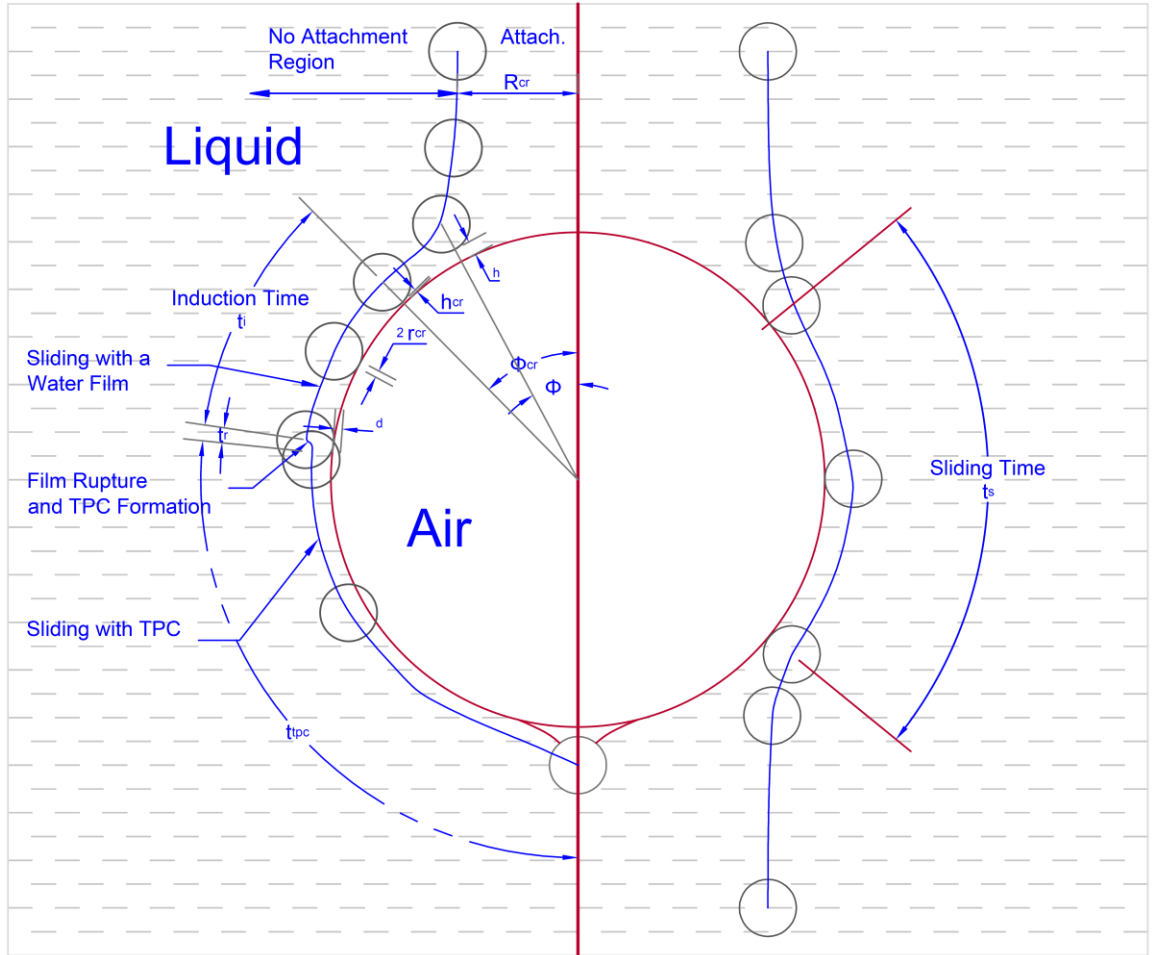 No Attachment
Region
Attach.
Rcr
Liquid
h
hcr
Induction Time
ti
2 rcr
Φcr
Φ
Sliding with a
Water Film
d
tr
Film Rupture
and TPC Formation
Air
Sliding Time
ts
Sliding with TPC
ttpc